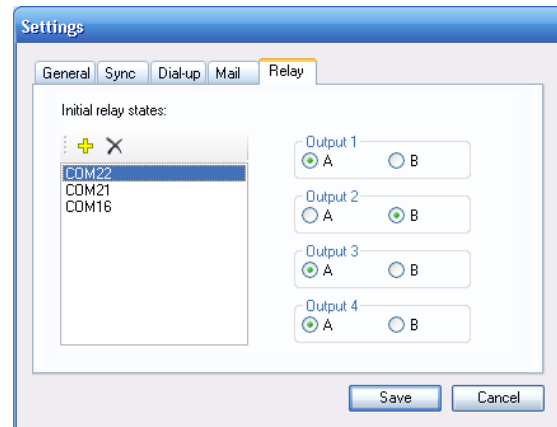 Settings
General Sync Dial-up Mail Relay
Initial relay states:
COM22
COM21
COM16
Output 1
A B
Output 2
A B
Output 3
A B
Output 4
A B
Save Cancel